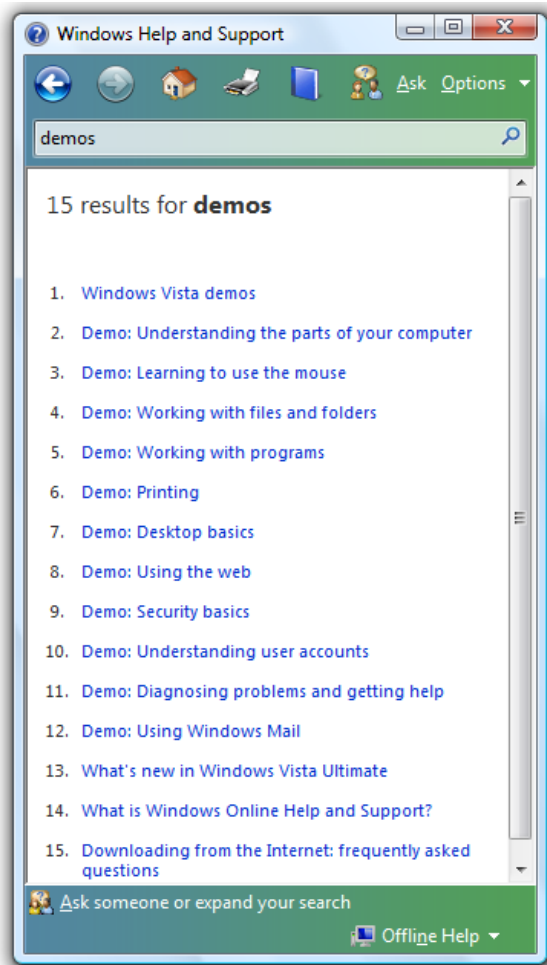 Windows Help and Support
Ask Options
demos
15 results for demos
1. Windows Vista demos
2. Demo: Understanding the parts of your computer
3. Demo: Learning to use the mouse
4. Demo: Working with files and folders
5. Demo: Working with programs
6. Demo: Printing
7. Demo: Desktop basics
8. Demo: Using the web
9. Demo: Security basics
10. Demo: Understanding user accounts
11. Demo: Diagnosing problems and getting help
12. Demo: Using Windows Mail
13. What's new in Windows Vista Ultimate
14. What is Windows Online Help and Support?
15. Downloading from the Internet: frequently asked
questions
Ask someone or expand your search
Offline Help